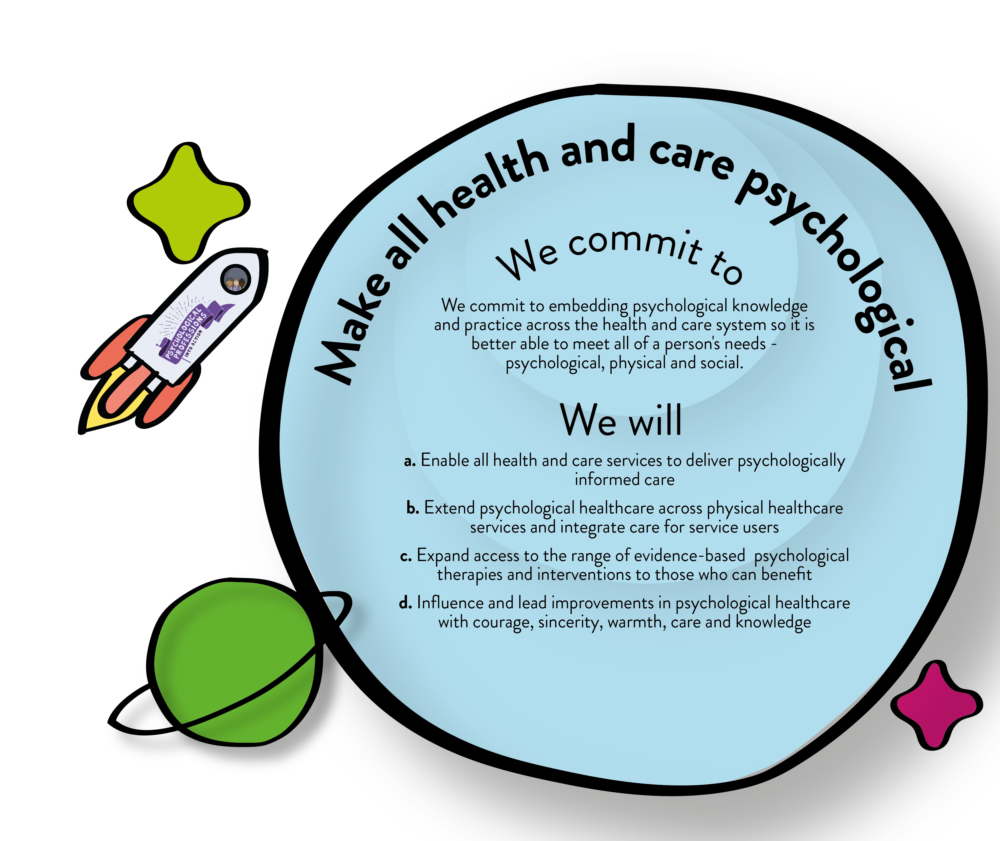 Make all health and care psychological
We commit to
We commit to embedding psychological knowledge
and practice across the health and care system so it is
better able to meet all of a person's needs -
psychological, physical and social.
We will
a. Enable all health and care services to deliver psychologically
informed care
b. Extend psychological healthcare across physical healthcare
services and integrate care for service users
c. Expand access to the range of evidence-based  psychological
therapies and interventions to those who can benefit
d. Influence and lead improvements in psychological healthcare
with courage, sincerity, warmth, care and knowledge
PSYCHOLOGICAL
PROFESSIONS
INTO ACTION